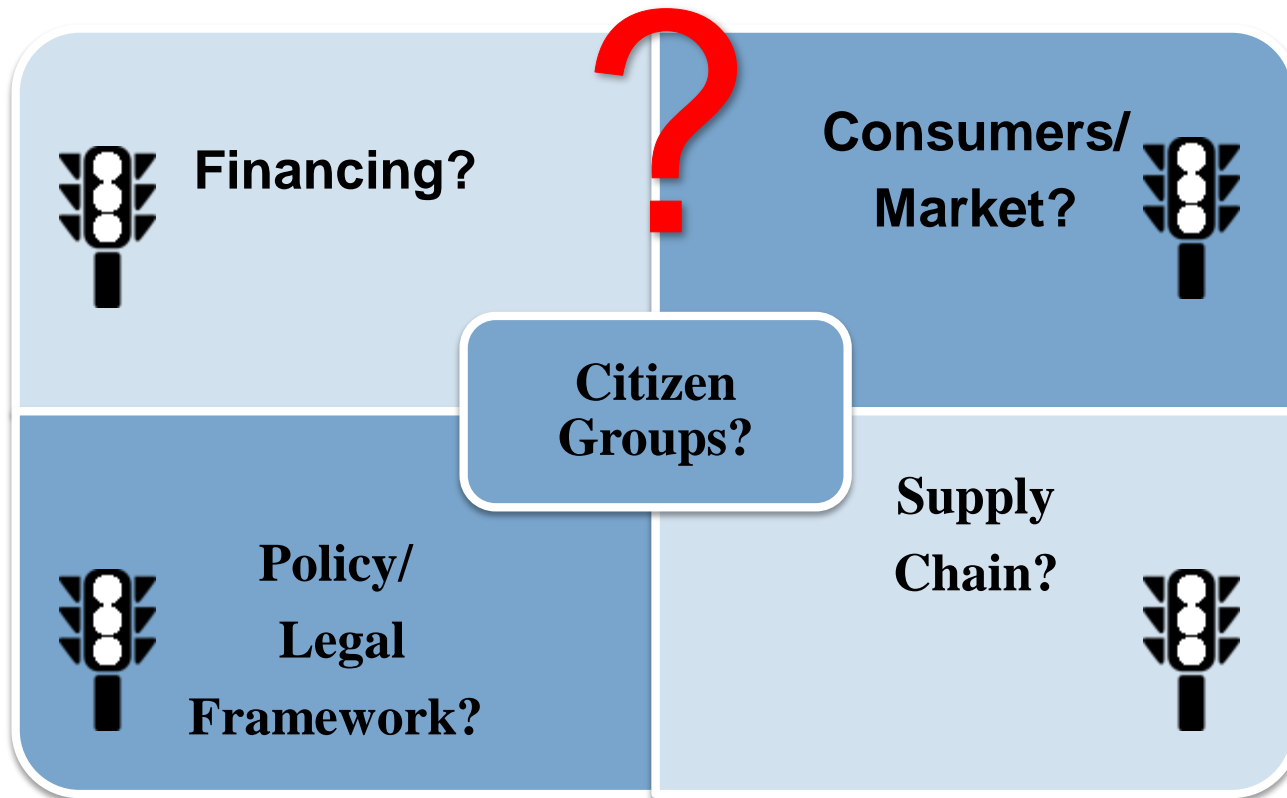 ?
Financing?
Consumers/
Market?
Citizen
Groups?
Policy/
Legal
Framework?
Supply
Chain?